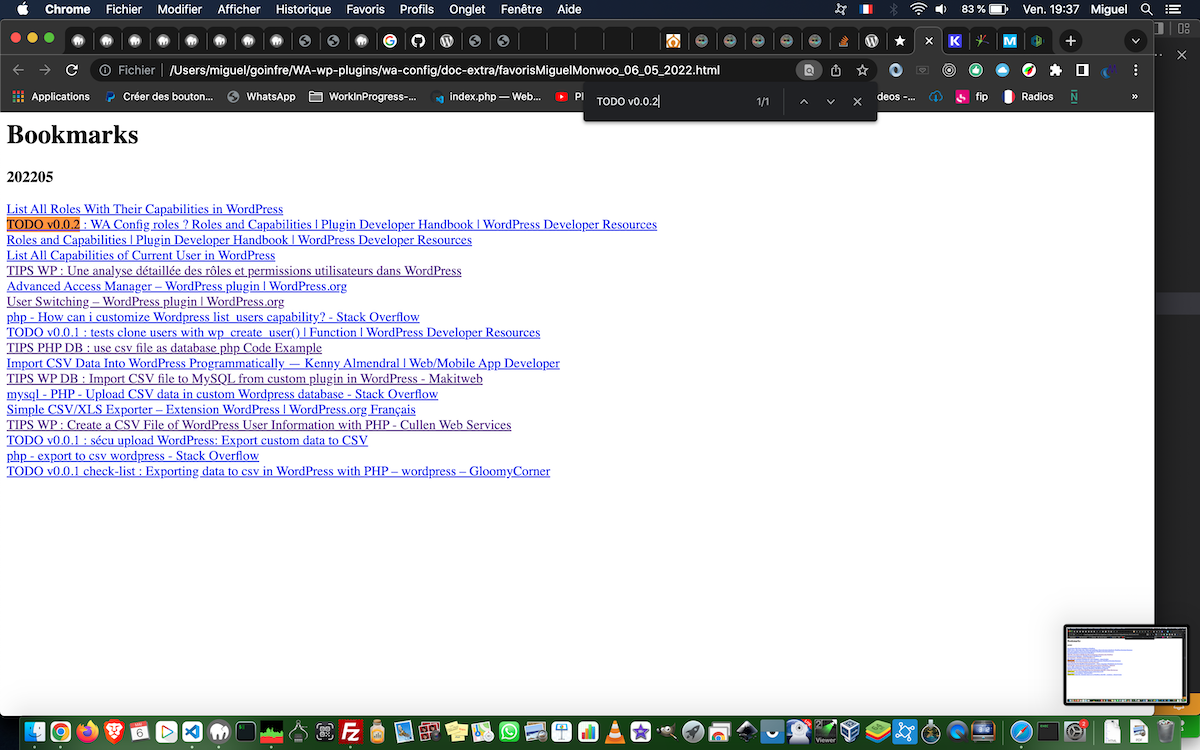 Chrome Fichier Modifier Afficher Historique Favoris Profils Onglet Fenêtre Aide 83 % Ven. 19:37 Miguel
Fichier /Users/miguel/goinfre/WA-wp-plugins/wa-config/doc-extra/favorisMiguelMonwoo_06_05_2022.html
Applications Créer des bouton... WhatsApp WorkInProgress-... index.php — Web... deos -... fip Radios »
TODO v0.0.2 1/1
Bookmarks
202205
List All Roles With Their Capabilities in WordPress
TODO v0.0.2 : WA Config roles ? Roles and Capabilities | Plugin Developer Handbook | WordPress Developer Resources
Roles and Capabilities | Plugin Developer Handbook | WordPress Developer Resources
List All Capabilities of Current User in WordPress
TIPS WP : Une analyse détaillée des rôles et permissions utilisateurs dans WordPress
Advanced Access Manager – WordPress plugin | WordPress.org
User Switching – WordPress plugin | WordPress.org
php - How can i customize Wordpress list_users capability? - Stack Overflow
TODO v0.0.1 : tests clone users with wp_create_user() | Function | WordPress Developer Resources
TIPS PHP DB : use csv file as database php Code Example
Import CSV Data Into WordPress Programmatically — Kenny Almendral | Web/Mobile App Developer
TIPS WP DB : Import CSV file to MySQL from custom plugin in WordPress - Makitweb
mysql - PHP - Upload CSV data in custom Wordpress database - Stack Overflow
Simple CSV/XLS Exporter – Extension WordPress | WordPress.org Français
TIPS WP : Create a CSV File of WordPress User Information with PHP - Cullen Web Services
TODO v0.0.1 : sécu upload WordPress: Export custom data to CSV
php - export to csv wordpress - Stack Overflow
TODO v0.0.1 check-list : Exporting data to csv in WordPress with PHP – wordpress – GloomyCorner